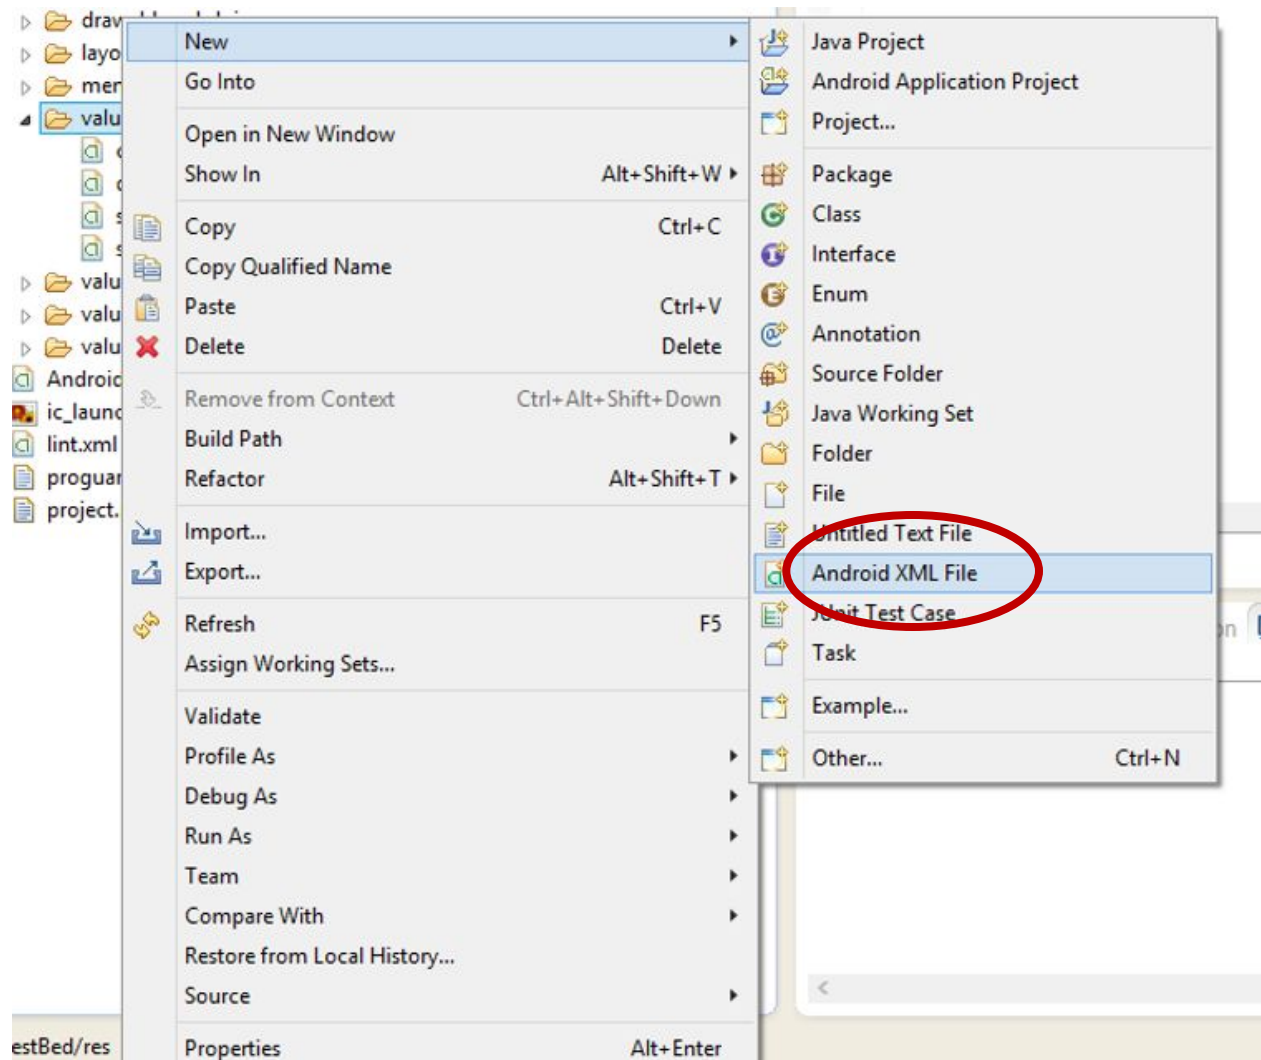 New
Go Into
Open in New Window
Show In Alt+Shift+W
Copy Ctrl+C
Copy Qualified Name
Paste Ctrl+V
Delete Delete
Remove from Context Ctrl+Alt+Shift+Down
Build Path
Refactor Alt+Shift+T
Import...
Export...
Refresh F5
Assign Working Sets...
Validate
Profile As
Debug As
Run As
Team
Compare With
Restore from Local History...
Source
Properties Alt+Enter
Java Project
Android Application Project
Project...
Package
Class
Interface
Enum
Annotation
Source Folder
Java Working Set
Folder
File
Untitled Text File
Android XML File
JUnit Test Case
Task
Example...
Other... Ctrl+N
layo
valu
valu
valu
valu
Android
ic_launc
lint.xml
proguar
project.
estBed/res